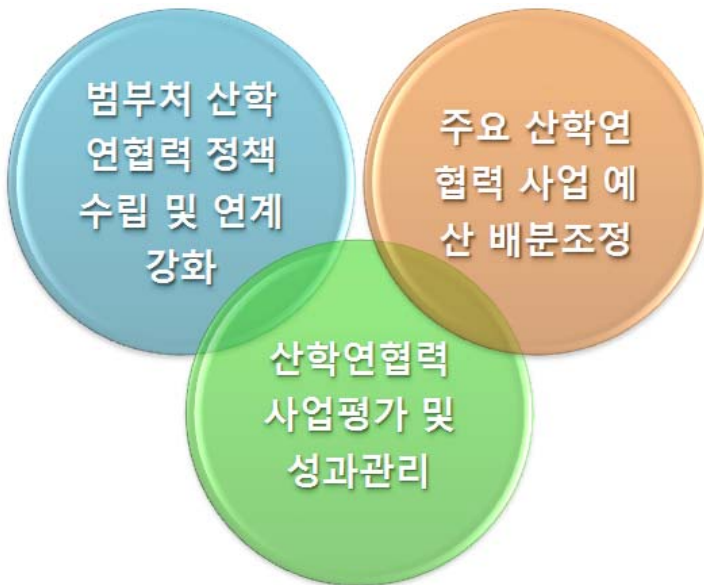 범부처 산학
연협력 정책
수립 및 연계
강화
주요 산학연
협력 사업 예
산 배분조정
산학연협력
사업평가 및
성과관리